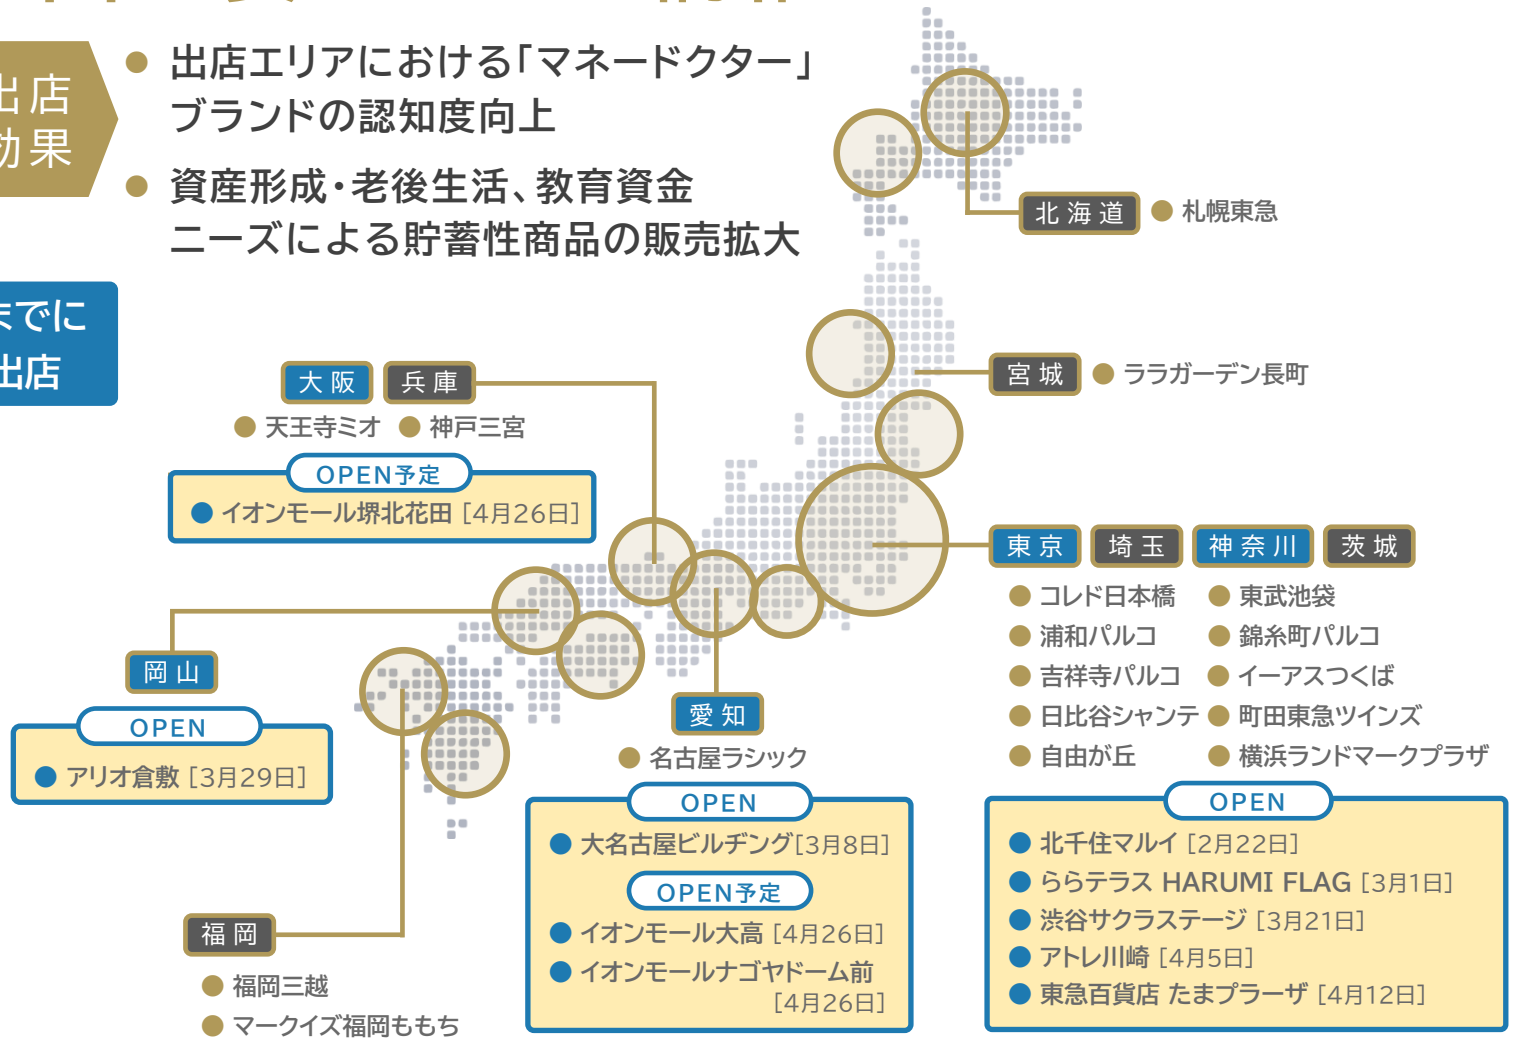 出店
効果
出店エリアにおける「マネードクター」
ブランドの認知度向上
資産形成・老後生活、教育資金
ニーズによる貯蓄性商品の販売拡大
までに
出店
北海道
札幌東急
宮城
ララガーデン長町
大阪 兵庫
天王寺ミオ 神戸三宮
OPEN予定
イオンモール堺北花田 [4月26日]
東京 埼玉 神奈川 茨城
コレド日本橋 東武池袋
浦和パルコ 錦糸町パルコ
吉祥寺パルコ イーアスつくば
日比谷シャンテ 町田東急ツインズ
自由が丘 横浜ランドマークプラザ
OPEN
北千住マルイ [2月22日]
ららテラス HARUMI FLAG [3月1日]
渋谷サクラステージ [3月21日]
アトレ川崎 [4月5日]
東急百貨店 たまプラーザ [4月12日]
岡山
OPEN
アリオ倉敷 [3月29日]
愛知
名古屋ラシック
OPEN
大名古屋ビルヂング[3月8日]
OPEN予定
イオンモール大高 [4月26日]
イオンモールナゴヤドーム前
[4月26日]
福岡
福岡三越
マークイズ福岡ももち